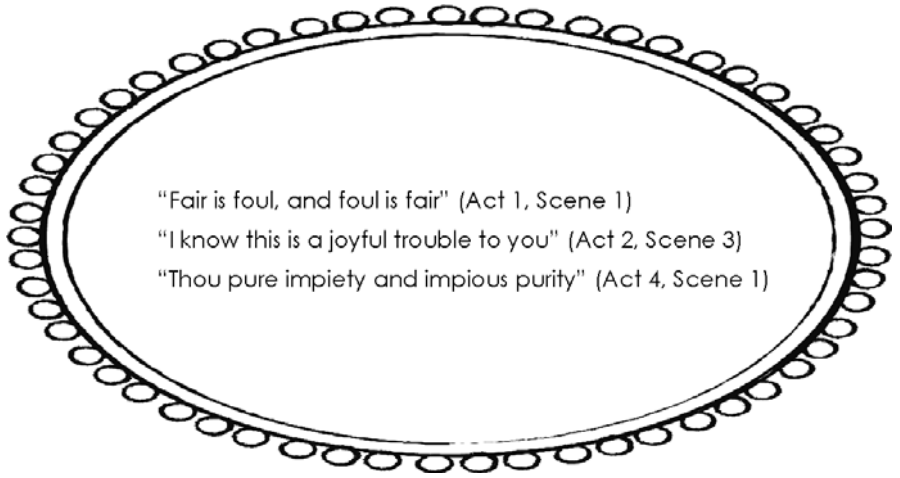 “Fair is foul, and foul is fair” (Act 1, Scene 1)
“I know this is a joyful trouble to you” (Act 2, Scene 3)
“Thou pure impiety and impious purity” (Act 4, Scene 1)